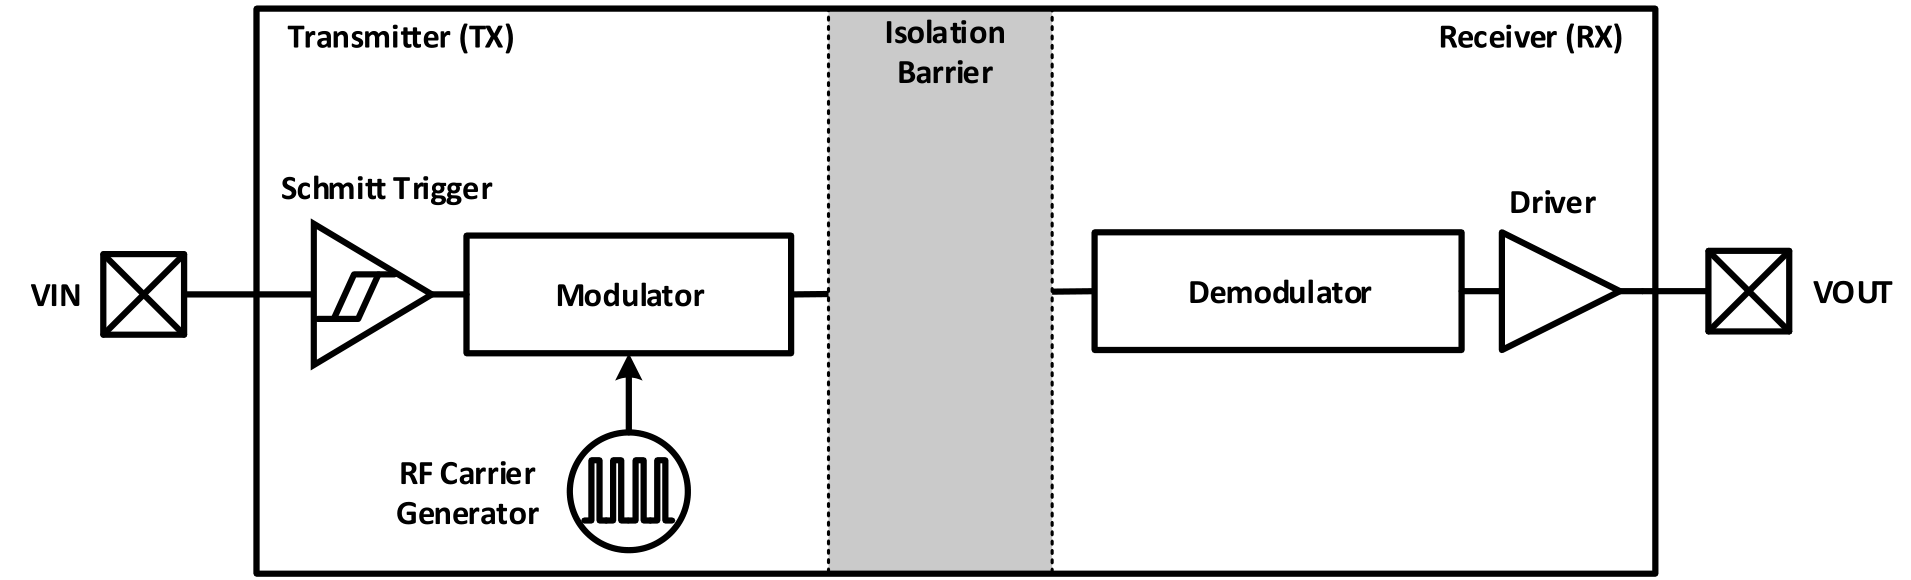 Transmitter (TX)
Isolation
Barrier
Receiver (RX)
Schmitt Trigger
Driver
VIN
Modulator
Demodulator
VOUT
RF Carrier
Generator